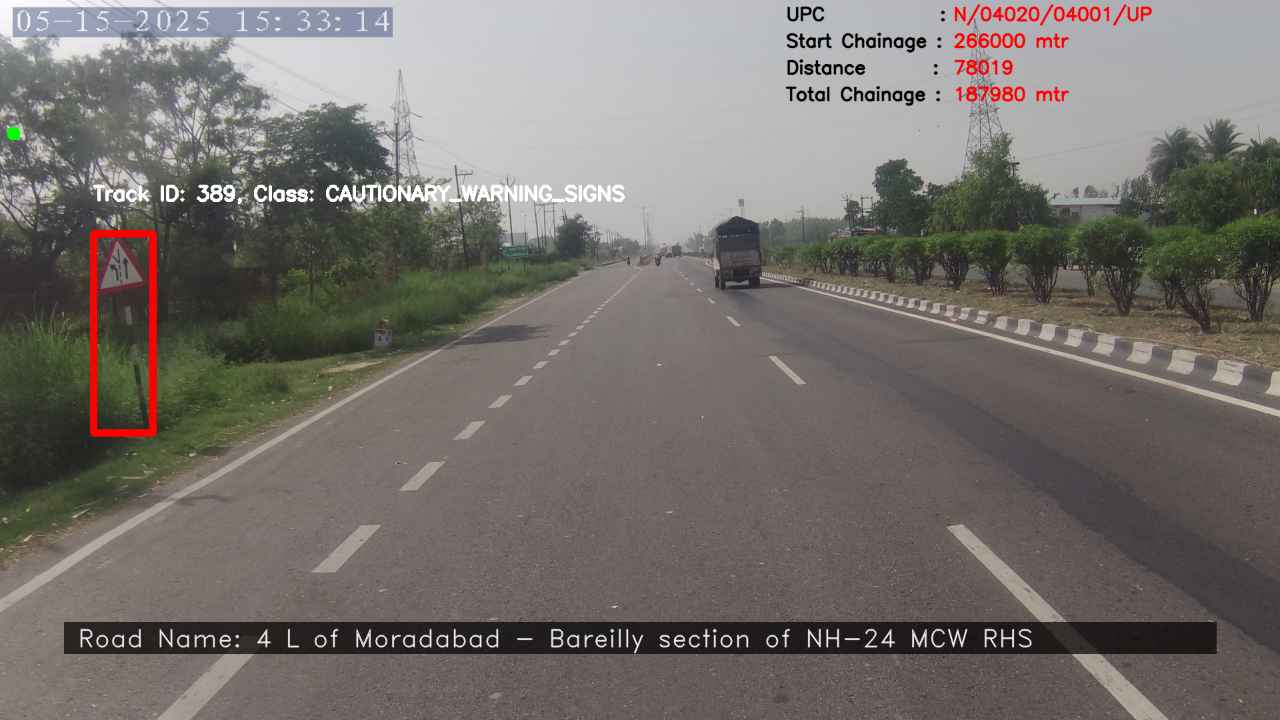 05-15-2025 15:33:14
UPC : N/04020/04001/UP
Start Chainage : 266000 mtr
Distance : 78019
Total Chainage : 187980 mtr
Track ID: 389, Class: CAUTIONARY_WARNING_SIGNS
Road Name: 4 L of Moradabad - Bareilly section of NH-24 MCW RHS